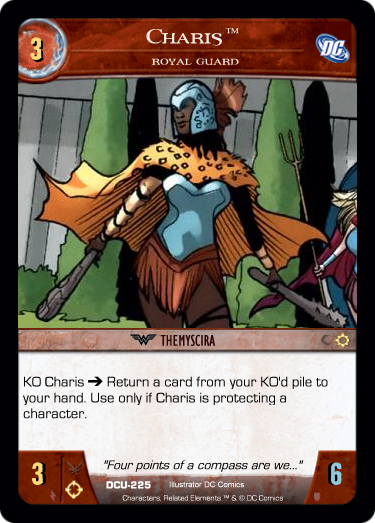 3
CHARIS™
ROYAL GUARD
DC
THEMYSCIRA
KO Charis ➔ Return a card from your KO'd pile to
your hand. Use only if Charis is protecting a
character.
"Four points of a compass are we..."
3
DCU-225 Illustrator DC Comics
6
Characters, Related Elements ™ & © DC Comics